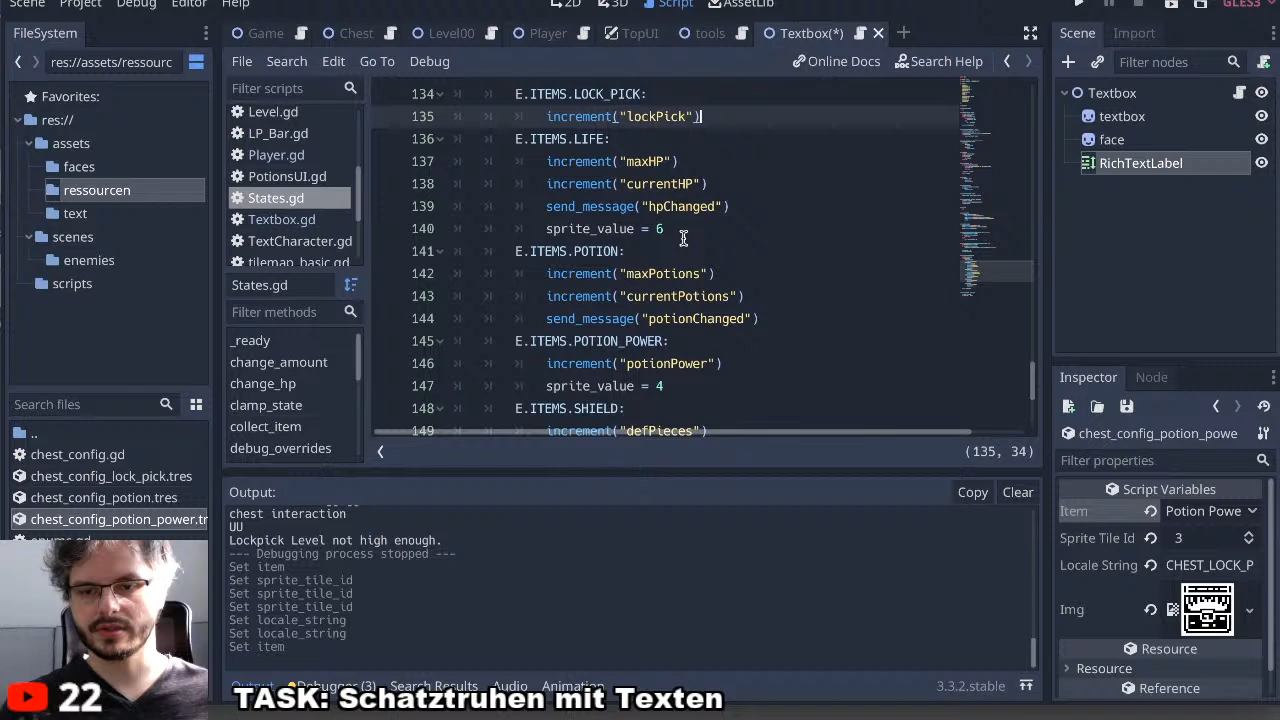 Project Debug Editor Help
2D 3D Script AssetLib
GLES3
FileSystem
Game Chest Level00 Player TopUI tools Textbox(*)
Scene Import
res://assets/ressourc
File Search Edit Go To Debug
Online Docs Search Help
Filter nodes
Favorites:
res://
assets
faces
ressourcen
text
scenes
enemies
scripts
Filter scripts
Level.gd
LP_Bar.gd
Player.gd
PotionsUI.gd
States.gd
Textbox.gd
TextCharacter.gd
tilemap_basic.gd
States.gd
Filter methods
_ready
change_amount
change_hp
clamp_state
collect_item
debug_overrides
134 E.ITEMS.LOCK_PICK:
135 increment("lockPick")
136 E.ITEMS.LIFE:
137 increment("maxHP")
138 increment("currentHP")
139 send_message("hpChanged")
140 sprite_value = 6
141 E.ITEMS.POTION:
142 increment("maxPotions")
143 increment("currentPotions")
144 send_message("potionChanged")
145 E.ITEMS.POTION_POWER:
146 increment("potionPower")
147 sprite_value = 4
148 E.ITEMS.SHIELD:
149 increment("defPieces")
(135, 34)
Textbox
textbox
face
RichTextLabel
Search files
..
chest_config.gd
chest_config_lock_pick.tres
chest_config_potion.tres
chest_config_potion_power.tr
enums.gd
Output:
Copy Clear
chest interaction
UU
Lockpick Level not high enough.
--- Debugging process stopped ---
Set item
Set sprite_tile_id
Set sprite_tile_id
Set sprite_tile_id
Set locale_string
Set locale_string
Set item
Output Debugger (3) Search Results Audio Animation
3.3.2.stable
Inspector Node
chest_config_potion_powe
Filter properties
Script Variables
Item Potion Powe
Sprite Tile Id 3
Locale String CHEST_LOCK_P
Img
Resource
Resource
Reference
22
TASK: Schatztruhen mit Texten